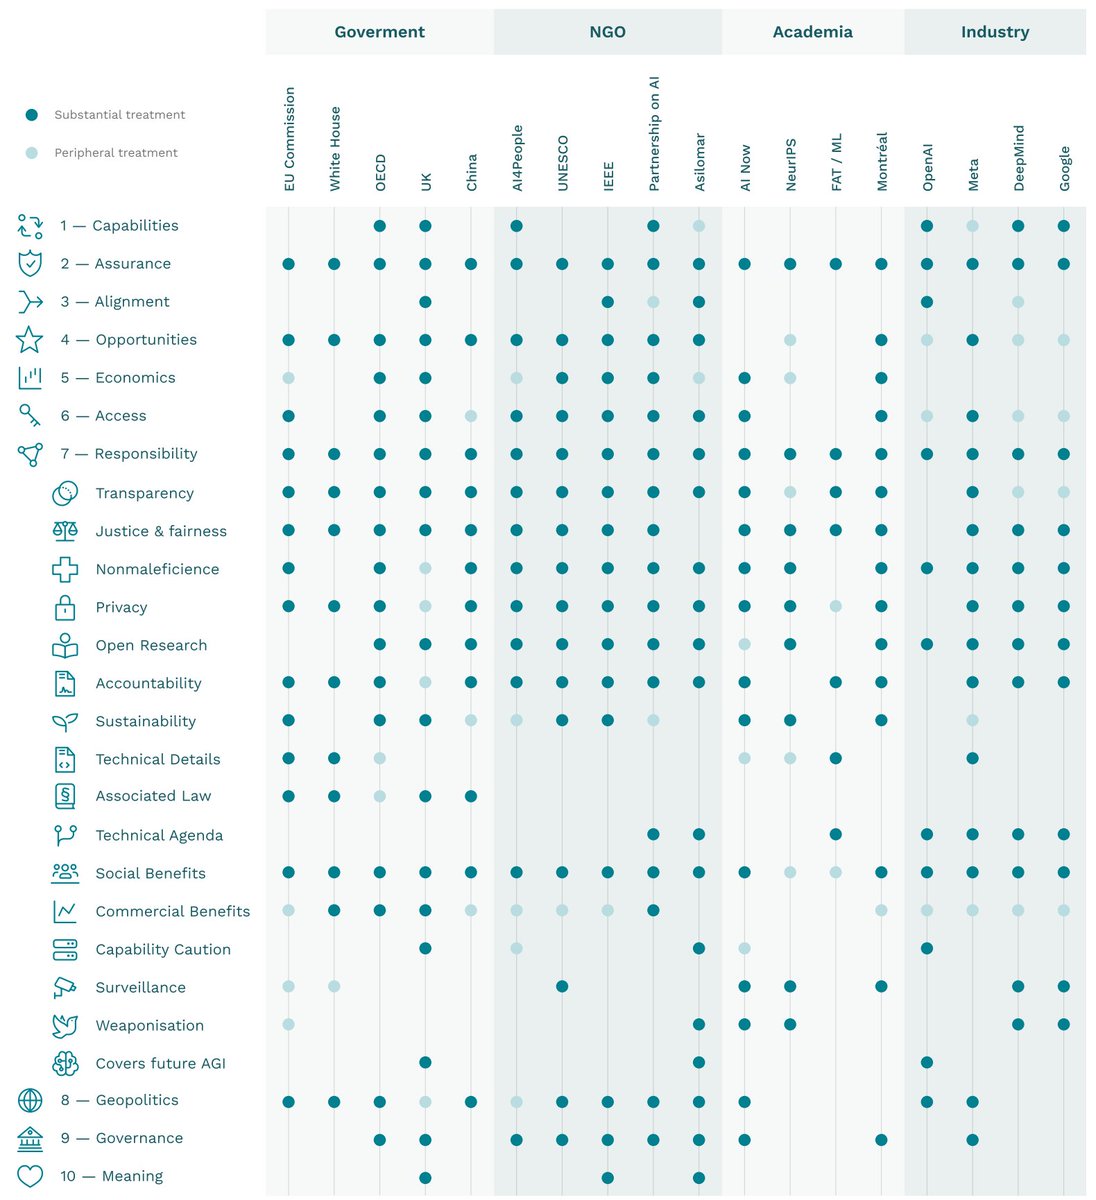 Goverment
NGO
Academia
Industry
Substantial treatment
Peripheral treatment
EU Commission
White House
OECD
UK
China
AI4People
UNESCO
IEEE
Partnership on AI
Asilomar
AI Now
NeurIPS
FAT / ML
Montréal
OpenAI
Meta
DeepMind
Google
1 — Capabilities
2 — Assurance
3 — Alignment
4 — Opportunities
5 — Economics
6 — Access
7 — Responsibility
Transparency
Justice & fairness
Nonmaleficience
Privacy
Open Research
Accountability
Sustainability
Technical Details
Associated Law
Technical Agenda
Social Benefits
Commercial Benefits
Capability Caution
Surveillance
Weaponisation
Covers future AGI
8 — Geopolitics
9 — Governance
10 — Meaning